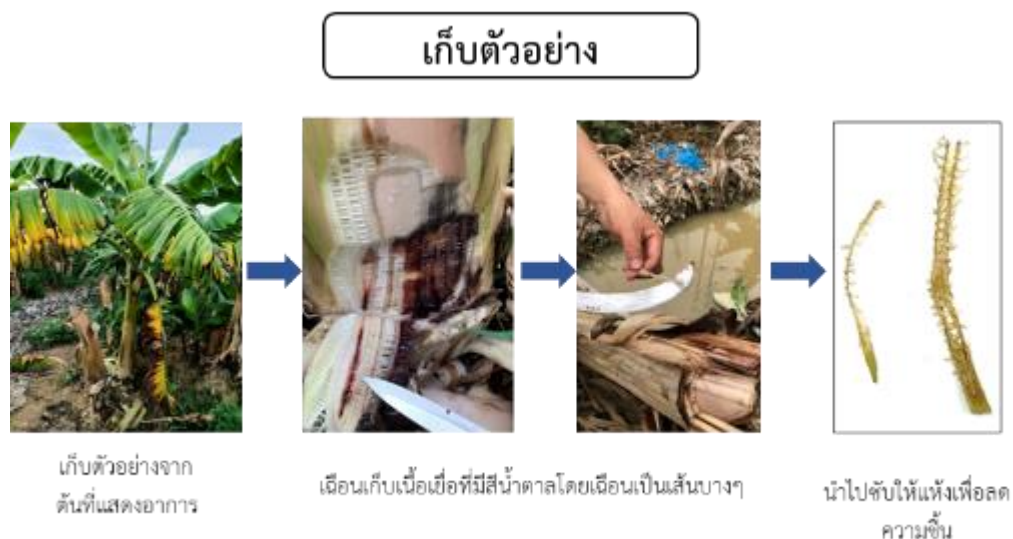 เก็บตัวอย่าง
เก็บตัวอย่างจาก
ต้นที่แสดงอาการ
เฉือนเก็บเนื้อเยื่อที่มีสีน้ำตาลโดยเฉือนเป็นเส้นบางๆ
นำไปซับให้แห้งเพื่อลด
ความชื้น